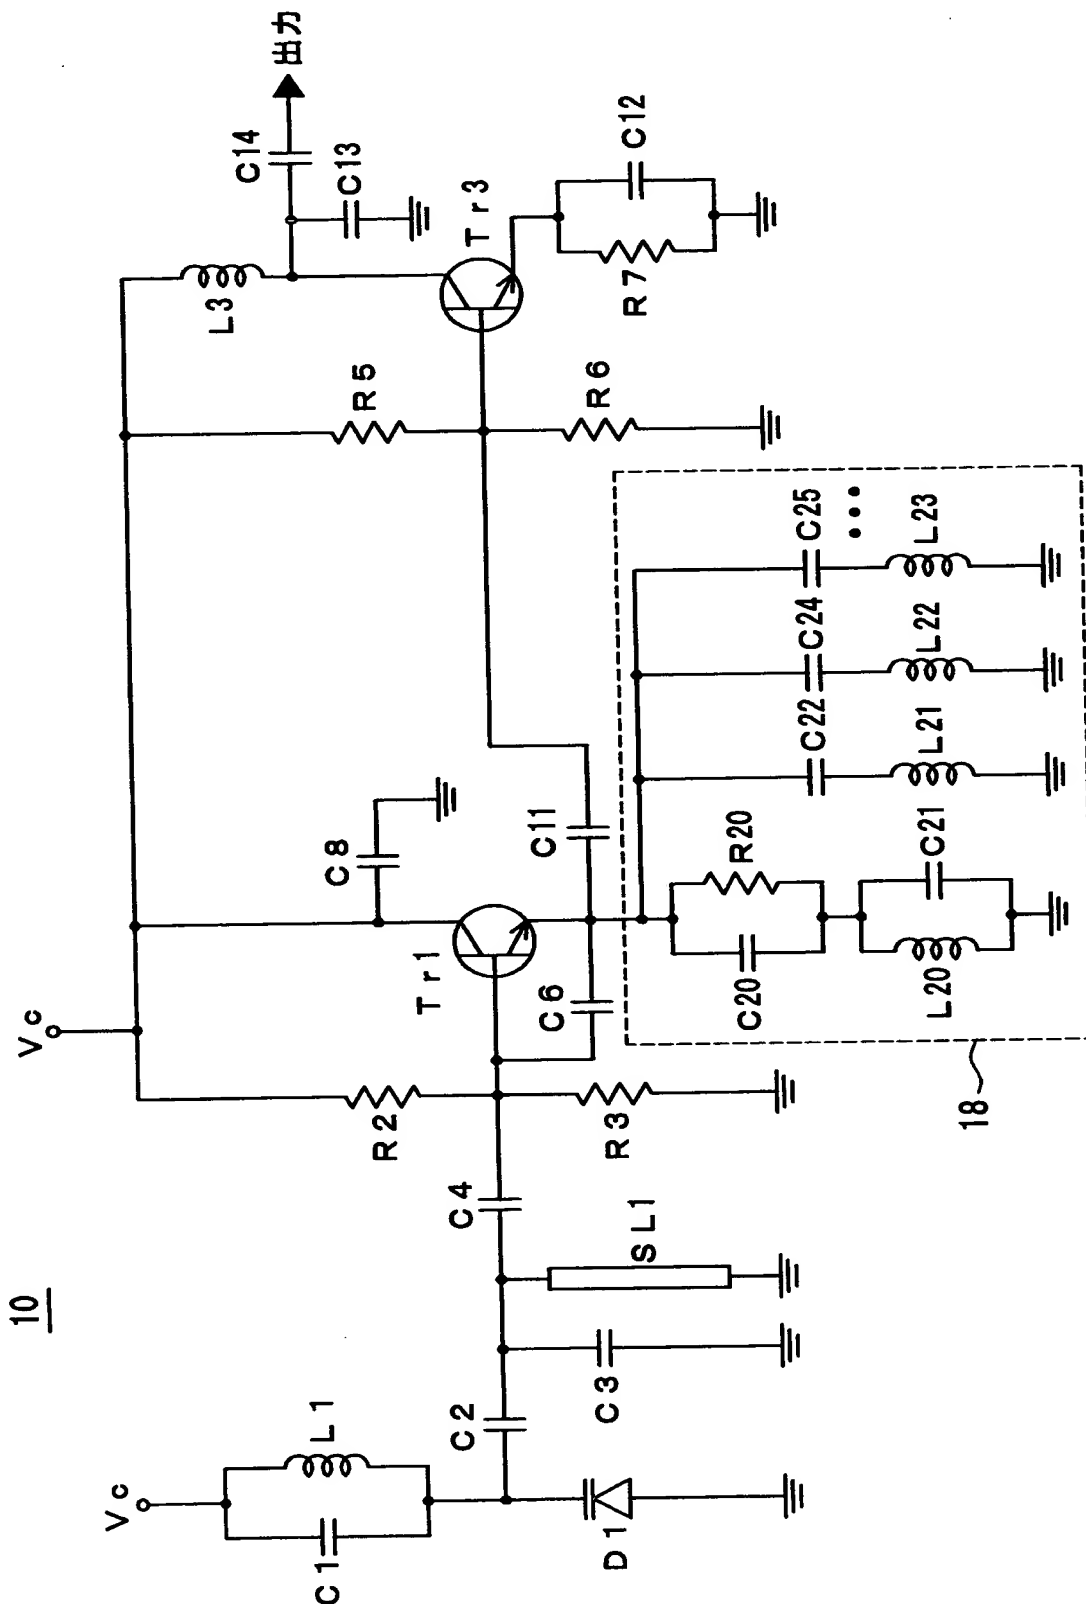 10
Vc
C1
L1
D1
C2
C3
SL1
C4
Vc
R2
R3
Tr1
C6
C8
C11
18
C20
R20
L20
C21
C22
L21
C24
L22
C25
L23
•••
R5
R6
L3
Tr3
R7
C12
C13
C14
出力